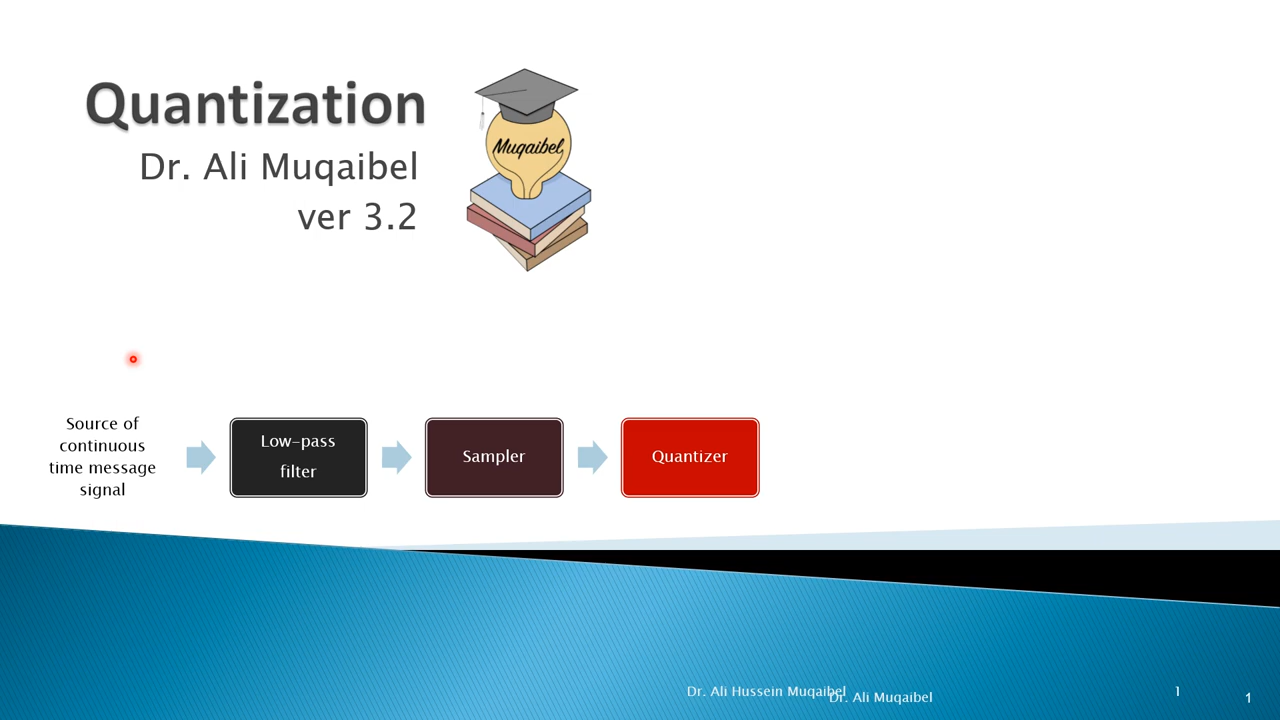 Quantization
Dr. Ali Muqaibel
ver 3.2
Muqaibel
Source of
continuous
time message
signal
Low-pass
filter
Sampler
Quantizer
Dr. Ali Hussein Muqaibel
Dr. Ali Muqaibel
1
1